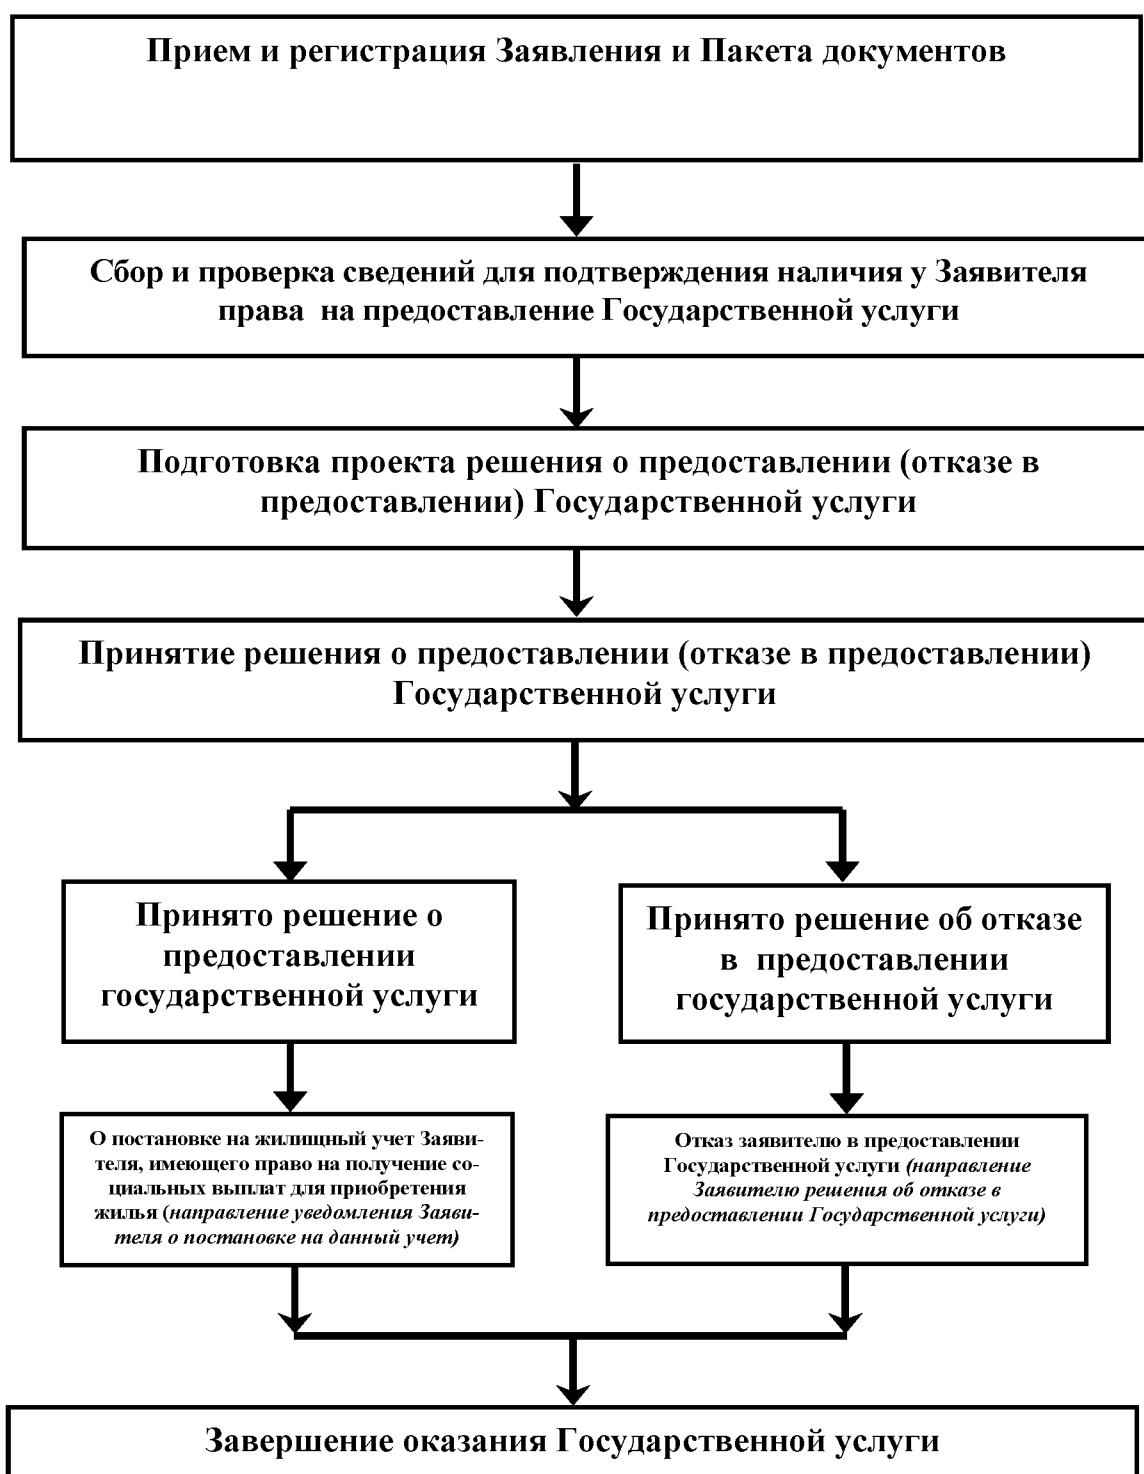 Прием и регистрация Заявления и Пакета документов
Сбор и проверка сведений для подтверждения наличия у Заявителя
права  на предоставление Государственной услуги
Подготовка проекта решения о предоставлении (отказе в
предоставлении) Государственной услуги
Принятие решения о предоставлении (отказе в предоставлении)
Государственной услуги
Принято решение о
предоставлении
государственной услуги
Принято решение об отказе
в  предоставлении
государственной услуги
О постановке на жилищный учет Заяви-
теля, имеющего право на получение со-
циальных выплат для приобретения
жилья (направление уведомления Заяви-
теля о постановке на данный учет)
Отказ заявителю в предоставлении
Государственной услуги (направление
Заявителю решения об отказе в
предоставлении Государственной услуги)
Завершение оказания Государственной услуги